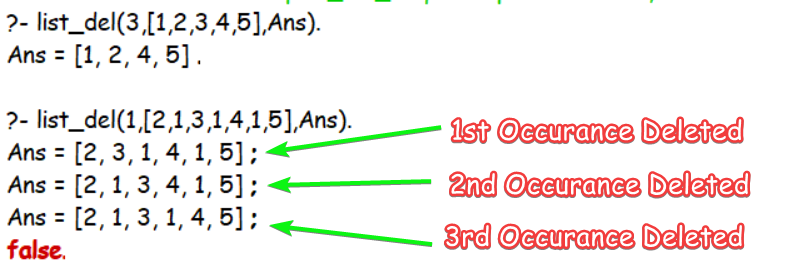 ?- list_del(3,[1,2,3,4,5],Ans).
Ans = [1, 2, 4, 5] .
?- list_del(1,[2,1,3,1,4,1,5],Ans).
Ans = [2, 3, 1, 4, 1, 5] ;
1st Occurance Deleted
Ans = [2, 1, 3, 4, 1, 5] ;
2nd Occurance Deleted
Ans = [2, 1, 3, 1, 4, 5] ;
3rd Occurance Deleted
false.